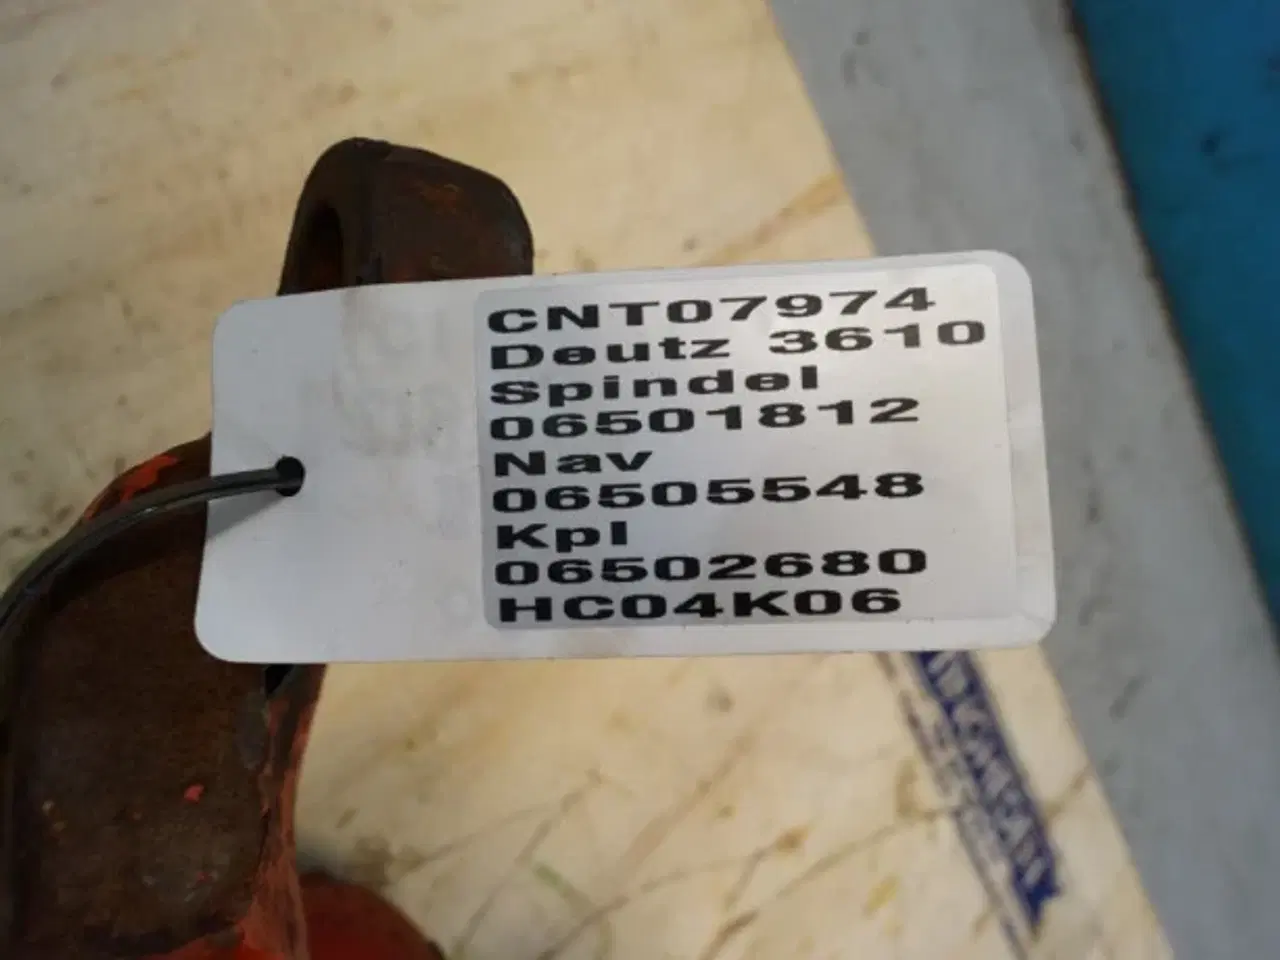 CNT07974
Deutz 3610
Spindel
06501812
Nav
06505548
Kpl
06502680
HC04K06